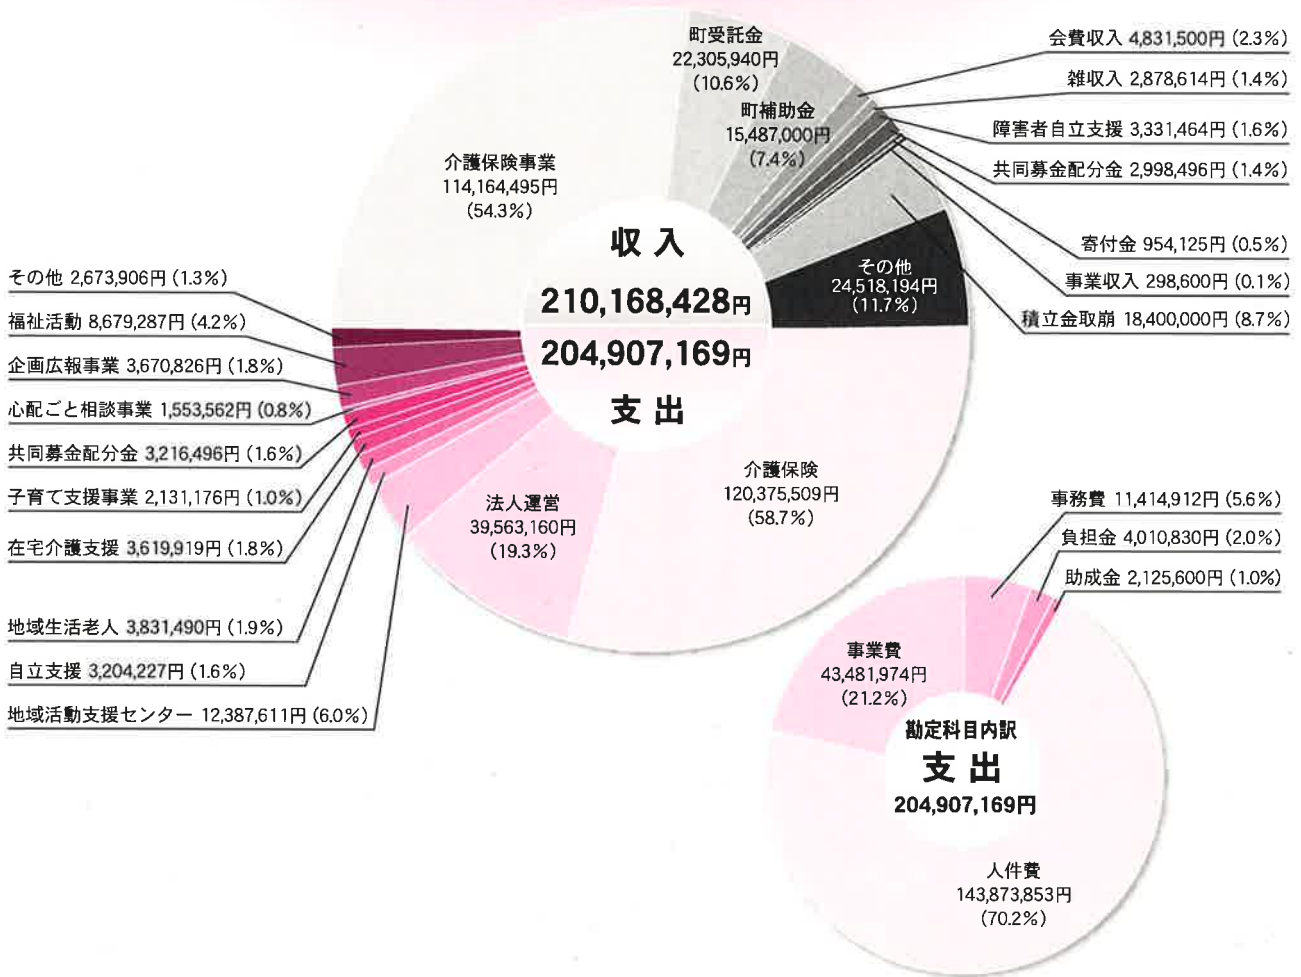 町受託金
22,305,940円
(10.6%)
町補助金
15,487,000円
(7.4%)
会費収入 4,831,500円(2.3%)
雑収入 2,878,614円(1.4%)
障害者自立支援 3,331,464円(1.6%)
共同募金配分金 2,998,496円(1.4%)
寄付金 954,125円(0.5%)
事業収入 298,600円(0.1%)
積立金取崩 18,400,000円(8.7%)
介護保険事業
114,164,495円
(54.3%)
その他
24,518,194円
(11.7%)
収入
210,168,428円
204,907,169円
支出
その他 2,673,906円(1.3%)
福祉活動 8,679,287円(4.2%)
企画広報事業 3,670,826円(1.8%)
心配ごと相談事業 1,553,562円(0.8%)
共同募金配分金 3,216,496円(1.6%)
子育て支援事業 2,131,176円(1.0%)
在宅介護支援 3,619,919円(1.8%)
地域生活老人 3,831,490円(1.9%)
自立支援 3,204,227円(1.6%)
地域活動支援センター 12,387,611円(6.0%)
法人運営
39,563,160円
(19.3%)
介護保険
120,375,509円
(58.7%)
事務費 11,414,912円(5.6%)
負担金 4,010,830円(2.0%)
助成金 2,125,600円(1.0%)
事業費
43,481,974円
(21.2%)
勘定科目内訳
支出
204,907,169円
人件費
143,873,853円
(70.2%)